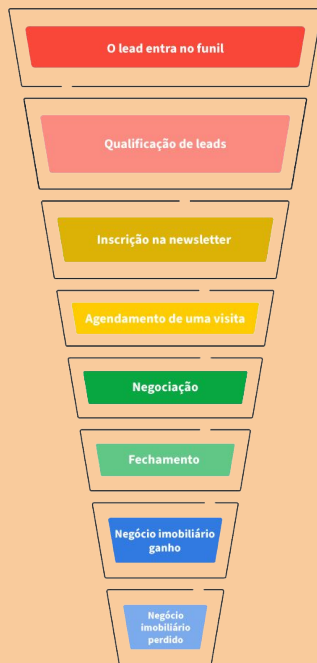 O lead entra no funil
Qualificação de leads
Inscrição na newsletter
Agendamento de uma visita
Negociação
Fechamento
Negócio imobiliário
ganho
Negócio
imobiliário
perdido